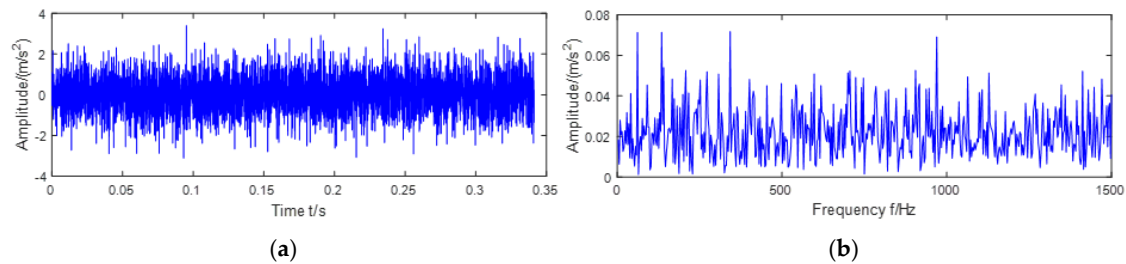 Amplitude/(m/s²)
4
2
0
-2
-4
0 0.05 0.1 0.15 0.2 0.25 0.3 0.35
Time t/s
(a)
Amplitude/(m/s²)
0.08
0.06
0.04
0.02
0
0 500 1000 1500
Frequency f/Hz
(b)